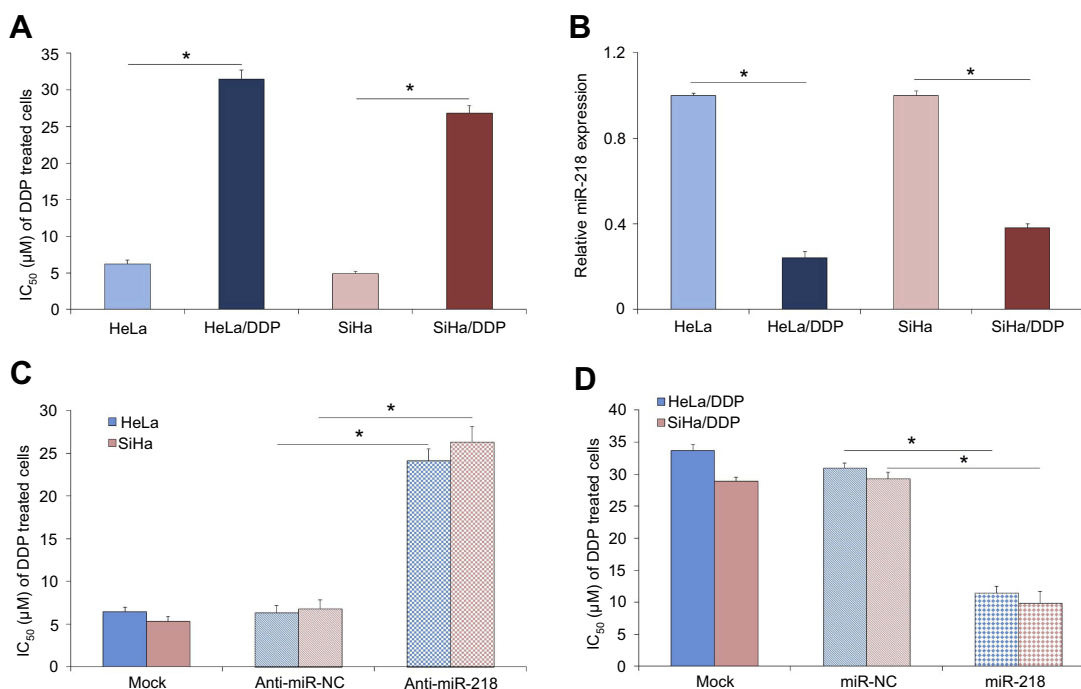 A
IC50 (µM) of DDP treated cells
35
30
25
20
15
10
5
0
*
*
HeLa
HeLa/DDP
SiHa
SiHa/DDP
B
Relative miR-218 expression
1.2
0.8
0.4
0
*
*
HeLa
HeLa/DDP
SiHa
SiHa/DDP
C
IC50 (µM) of DDP treated cells
HeLa
SiHa
30
25
20
15
10
5
0
*
*
Mock
Anti-miR-NC
Anti-miR-218
D
IC50 (µM) of DDP treated cells
HeLa/DDP
SiHa/DDP
40
35
30
25
20
15
10
5
0
*
*
Mock
miR-NC
miR-218